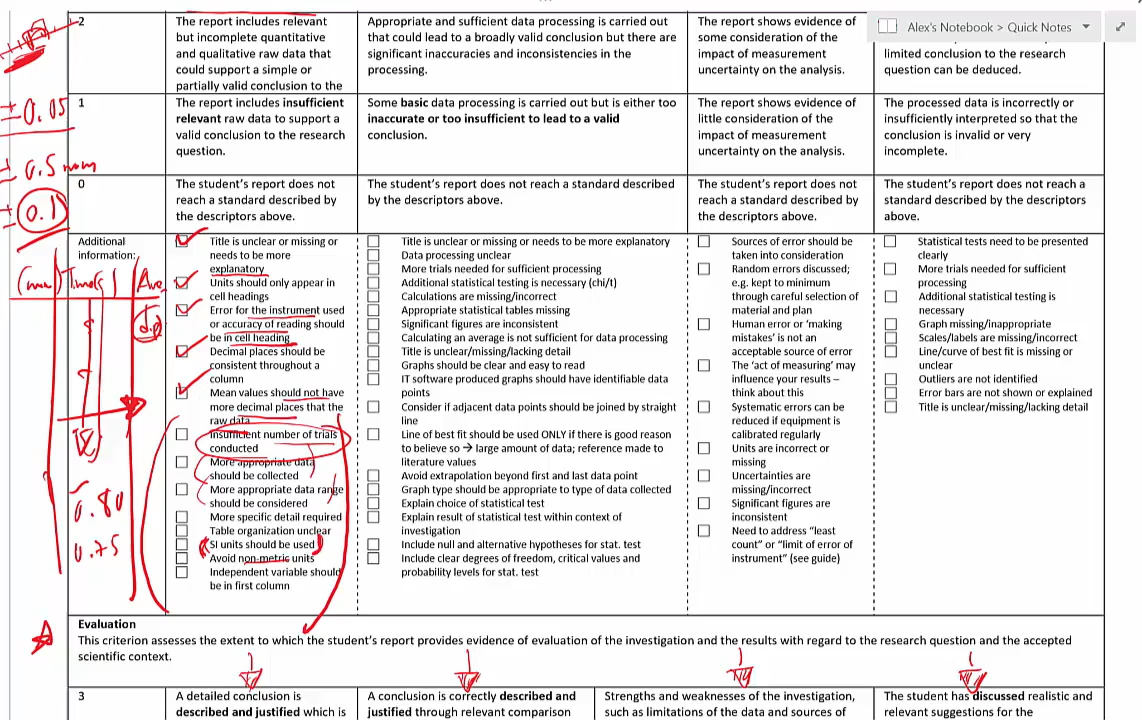 Alex's Notebook > Quick Notes
2
The report includes relevant
but incomplete quantitative
and qualitative raw data that
could support a simple or
partially valid conclusion to the
Appropriate and sufficient data processing is carried out
that could lead to a broadly valid conclusion but there are
significant inaccuracies and inconsistencies in the
processing.
The report shows evidence of
some consideration of the
impact of measurement
uncertainty on the analysis.
limited conclusion to the research
question can be deduced.
±0.05
1
The report includes insufficient
relevant raw data to support a
valid conclusion to the research
question.
Some basic data processing is carried out but is either too
inaccurate or too insufficient to lead to a valid
conclusion.
The report shows evidence of
little consideration of the
impact of measurement
uncertainty on the analysis.
The processed data is incorrectly or
insufficiently interpreted so that the
conclusion is invalid or very
incomplete.
± 0.5 mm
± 0.1
0
The student's report does not
reach a standard described by
the descriptors above.
The student's report does not reach a standard described
by the descriptors above.
The student's report does not
reach a standard described by
the descriptors above.
The student's report does not reach a
standard described by the descriptors
above.
Additional
information:
Title is unclear or missing or
needs to be more
explanatory
Units should only appear in
cell headings
Error for the instrument used
or accuracy of reading should
be in cell heading
Decimal places should be
consistent throughout a
column
Mean values should not have
more decimal places that the
raw data
Insufficient number of trials
conducted
More appropriate data
should be collected
More appropriate data range
should be considered
More specific detail required
Table organization unclear
SI units should be used
Avoid non-metric units
Independent variable should
be in first column
Title is unclear or missing or needs to be more explanatory
Data processing unclear
More trials needed for sufficient processing
Additional statistical testing is necessary (chi/t)
Calculations are missing/incorrect
Appropriate statistical tables missing
Significant figures are inconsistent
Calculating an average is not sufficient for data processing
Title is unclear/missing/lacking detail
Graphs should be clear and easy to read
IT software produced graphs should have identifiable data
points
Consider if adjacent data points should be joined by straight
line
Line of best fit should be used ONLY if there is good reason
to believe so → large amount of data; reference made to
literature values
Avoid extrapolation beyond first and last data point
Graph type should be appropriate to type of data collected
Explain choice of statistical test
Explain result of statistical test within context of
investigation
Include null and alternative hypotheses for stat. test
Include clear degrees of freedom, critical values and
probability levels for stat. test
Sources of error should be
taken into consideration
Random errors discussed;
e.g. kept to minimum
through careful selection of
material and plan
Human error or 'making
mistakes' is not an
acceptable source of error
The 'act of measuring' may
influence your results –
think about this
Systematic errors can be
reduced if equipment is
calibrated regularly
Units are incorrect or
missing
Uncertainties are
missing/incorrect
Significant figures are
inconsistent
Need to address "least
count" or "limit of error of
instrument" (see guide)
Statistical tests need to be presented
clearly
More trials needed for sufficient
processing
Additional statistical testing is
necessary
Graph missing/inappropriate
Scales/labels are missing/incorrect
Line/curve of best fit is missing or
unclear
Outliers are not identified
Error bars are not shown or explained
Title is unclear/missing/lacking detail
0.80
0.75
Evaluation
This criterion assesses the extent to which the student's report provides evidence of evaluation of the investigation and the results with regard to the research question and the accepted
scientific context.
3
A detailed conclusion is
described and justified which is
A conclusion is correctly described and
justified through relevant comparison
Strengths and weaknesses of the investigation,
such as limitations of the data and sources of
The student has discussed realistic and
relevant suggestions for the